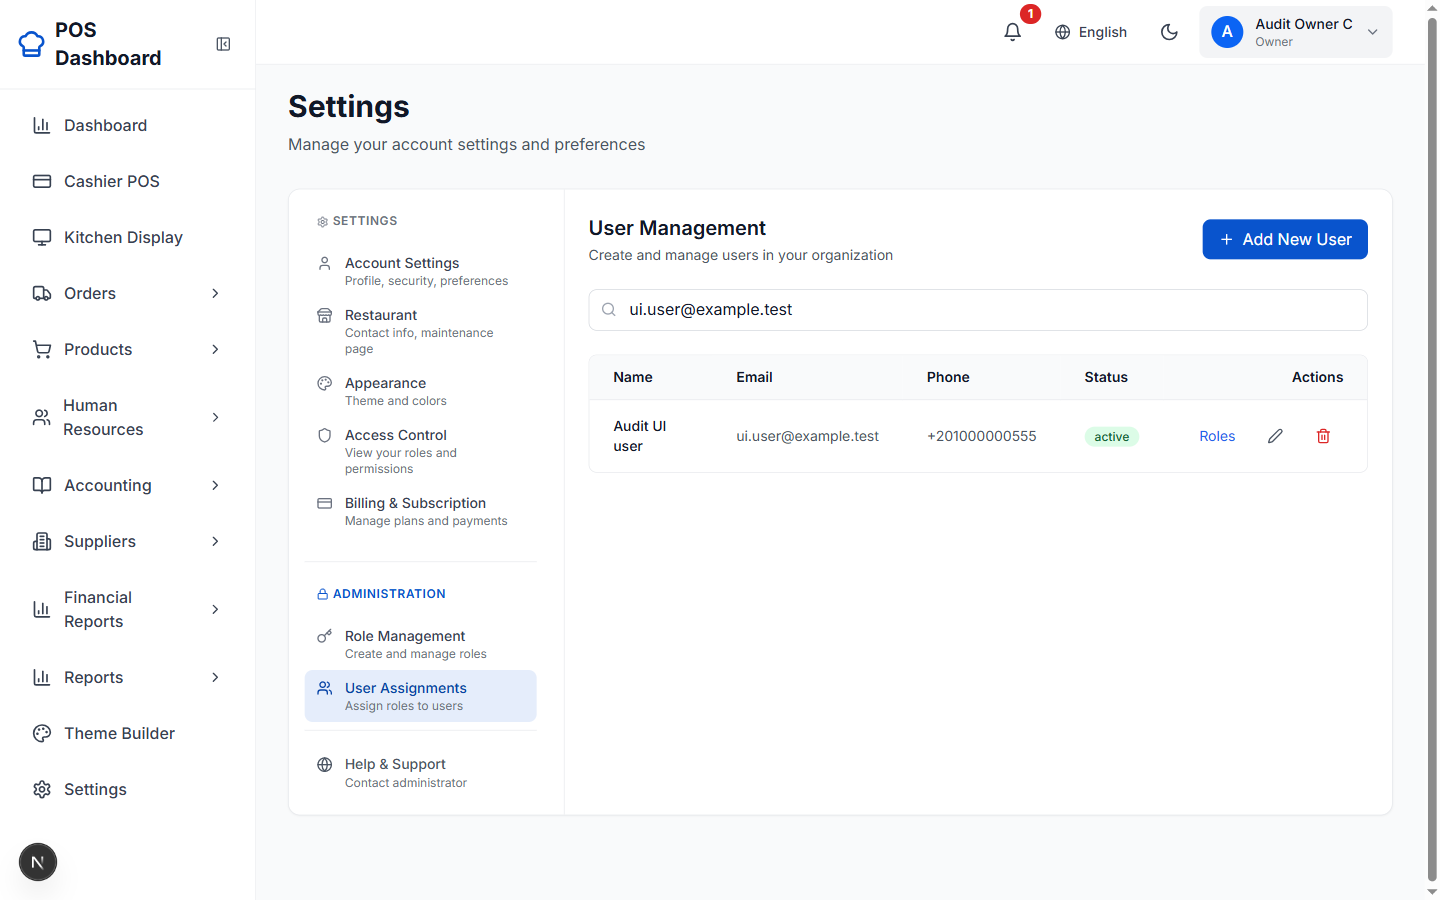 POS
Dashboard
Dashboard
Cashier POS
Kitchen Display
Orders
Products
Human
Resources
Accounting
Suppliers
Financial
Reports
Reports
Theme Builder
Settings
N
1
English
A
Audit Owner C
Owner
Settings
Manage your account settings and preferences
SETTINGS
Account Settings
Profile, security, preferences
Restaurant
Contact info, maintenance
page
Appearance
Theme and colors
Access Control
View your roles and
permissions
Billing & Subscription
Manage plans and payments
ADMINISTRATION
Role Management
Create and manage roles
User Assignments
Assign roles to users
Help & Support
Contact administrator
User Management
Create and manage users in your organization
Add New User
ui.user@example.test
Name Email Phone Status Actions
Audit UI
user
ui.user@example.test +201000000555 active Roles